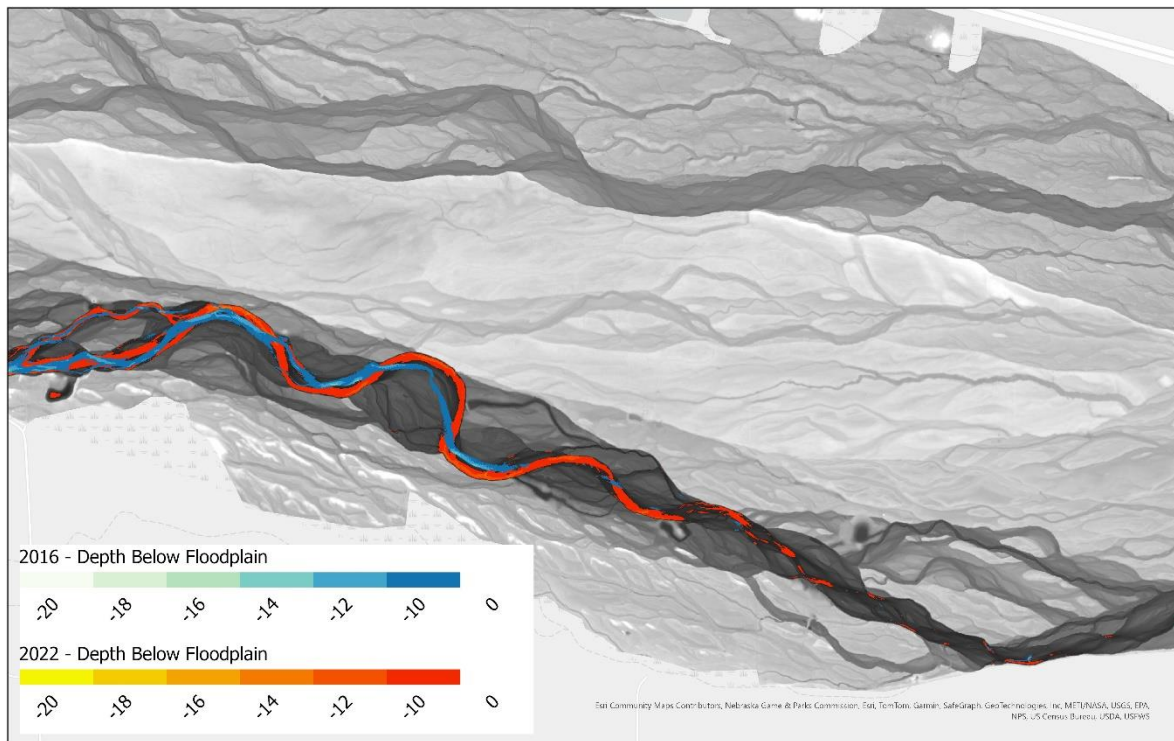 2016 - Depth Below Floodplain
-20 -18 -16 -14 -12 -10 0
2022 - Depth Below Floodplain
-20 -18 -16 -14 -12 -10 0
Esri Community Maps Contributors, Nebraska Game & Parks Commission, Esri, TomTom, Garmin, SafeGraph, GeoTechnologies, Inc, METI/NASA, USGS, EPA,
NPS, US Census Bureau, USDA, USFWS